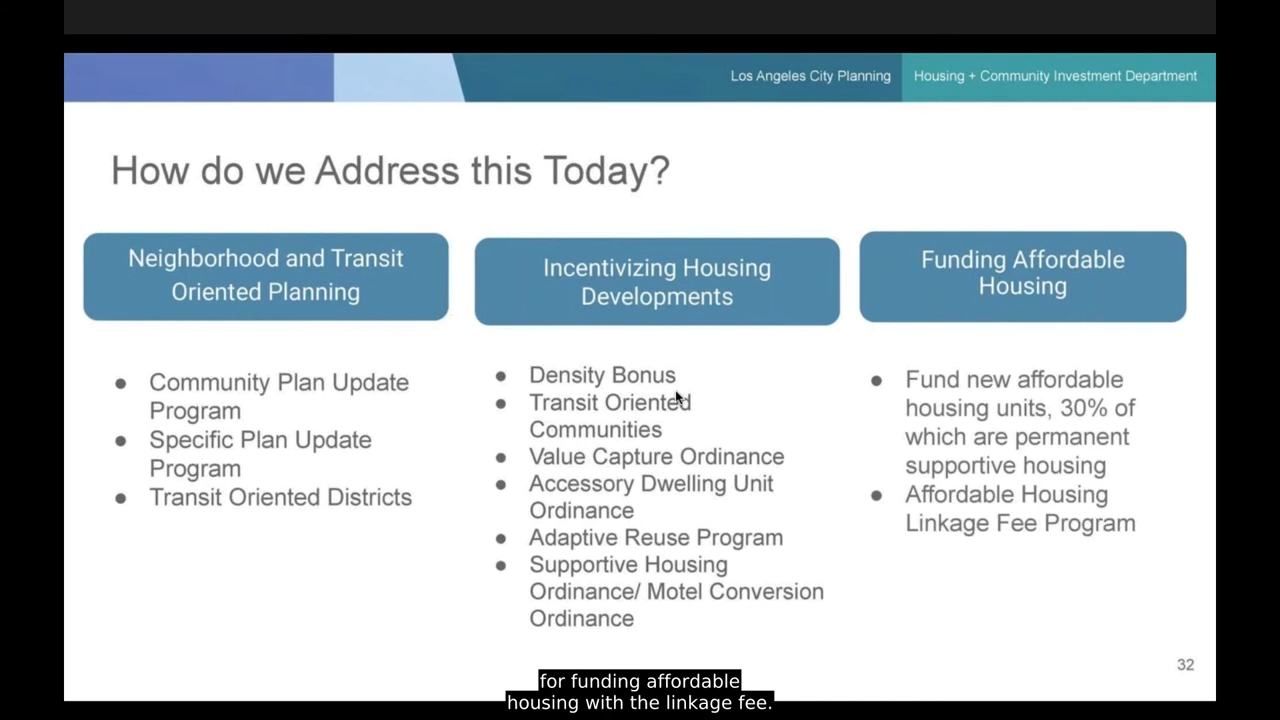 Los Angeles City Planning
Housing + Community Investment Department
How do we Address this Today?
Neighborhood and Transit
Oriented Planning
● Community Plan Update
Program
● Specific Plan Update
Program
● Transit Oriented Districts
Incentivizing Housing
Developments
● Density Bonus
● Transit Oriented
Communities
● Value Capture Ordinance
● Accessory Dwelling Unit
Ordinance
● Adaptive Reuse Program
● Supportive Housing
Ordinance/ Motel Conversion
Ordinance
Funding Affordable
Housing
● Fund new affordable
housing units, 30% of
which are permanent
supportive housing
● Affordable Housing
Linkage Fee Program
32
for funding affordable
housing with the linkage fee.